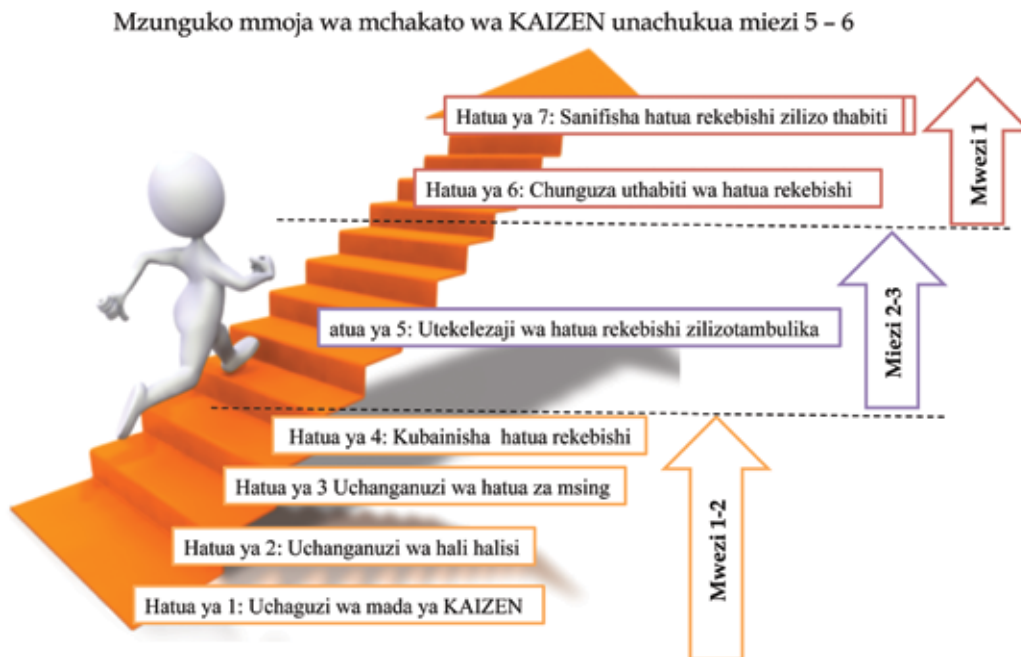 Mzunguko mmoja wa mchakato wa KAIZEN unachukua miezi 5 – 6
Hatua ya 7: Sanifisha hatua rekebishi zilizo thabiti
Hatua ya 6: Chunguza uthabiti wa hatua rekebishi
Mwezi 1
atua ya 5: Utekelezaji wa hatua rekebishi zilizotambulika
Miezi 2-3
Hatua ya 4: Kubainisha hatua rekebishi
Hatua ya 3 Uchanganuzi wa hatua za msing
Hatua ya 2: Uchanganuzi wa hali halisi
Hatua ya 1: Uchaguzi wa mada ya KAIZEN
Mwezi 1-2